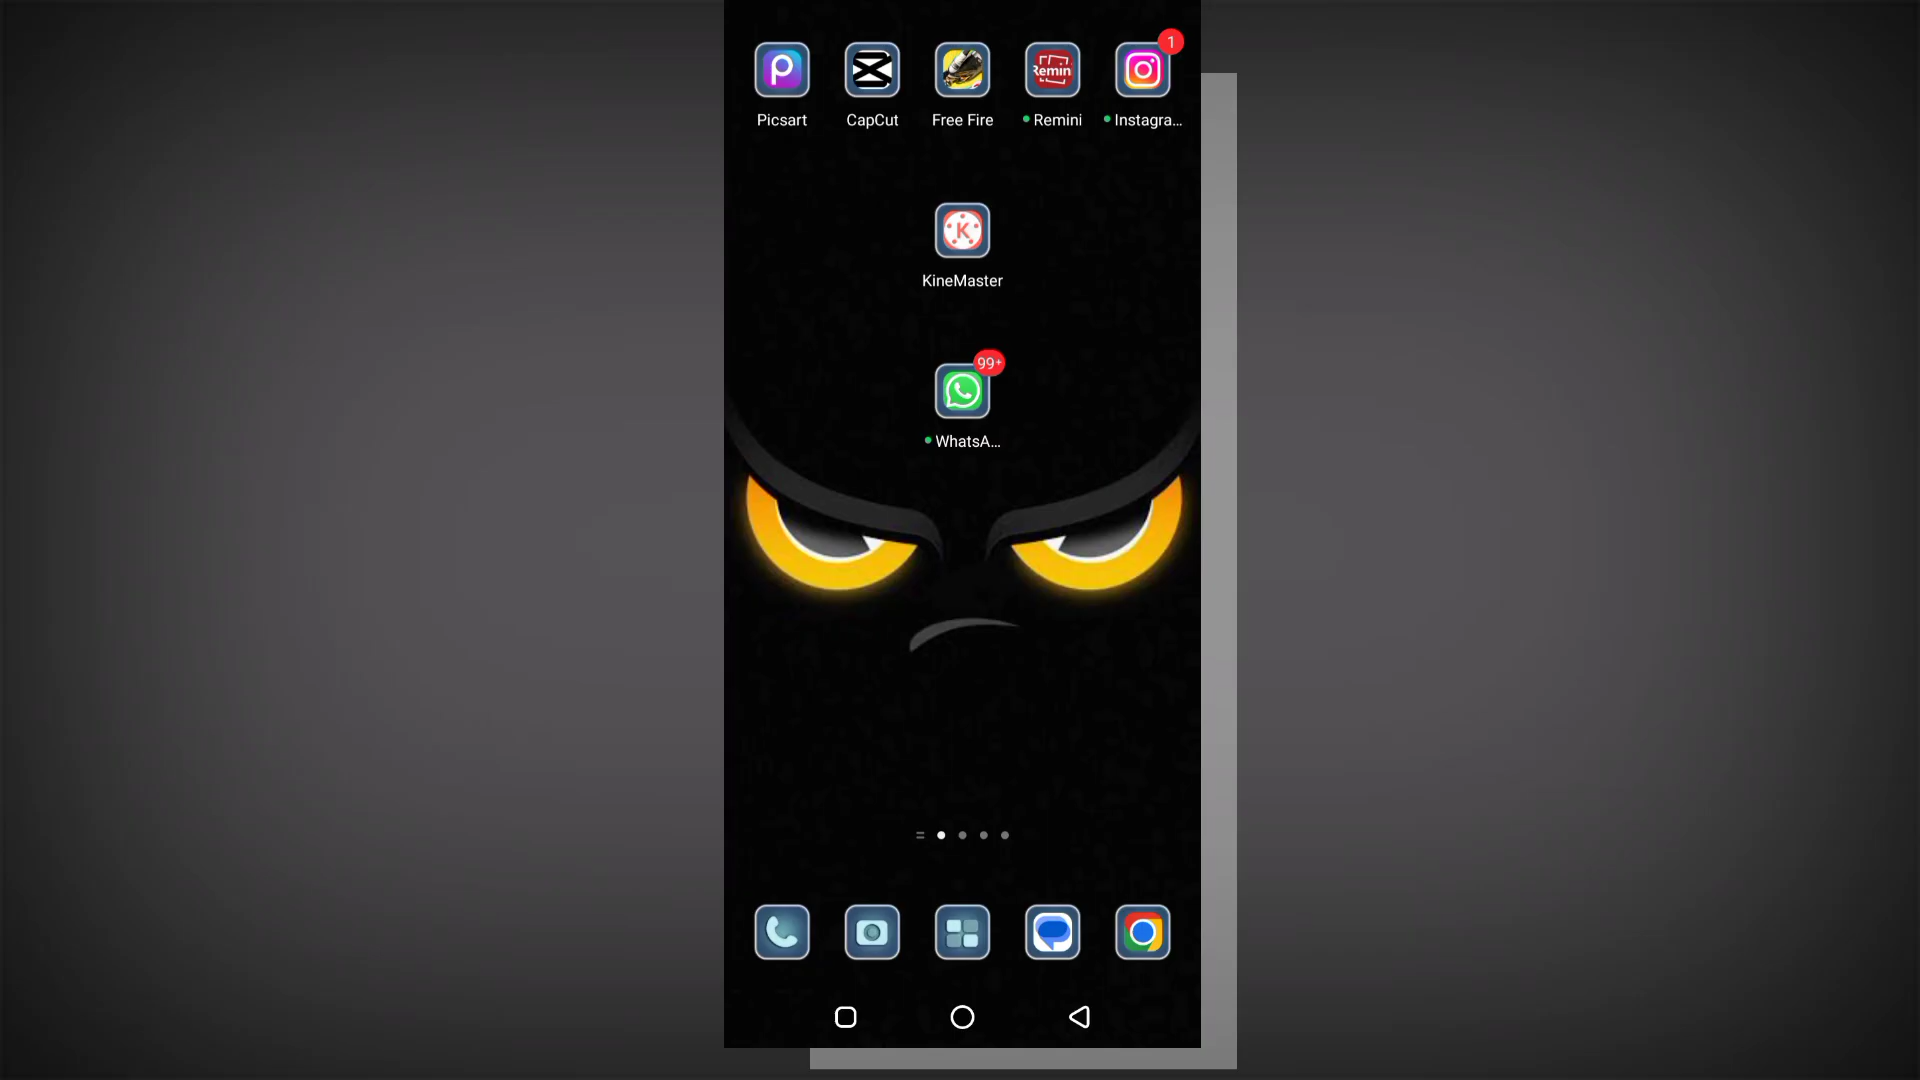 1
Picsart
CapCut
Free Fire
Remini
Instagra...
K
KineMaster
99+
WhatsA...